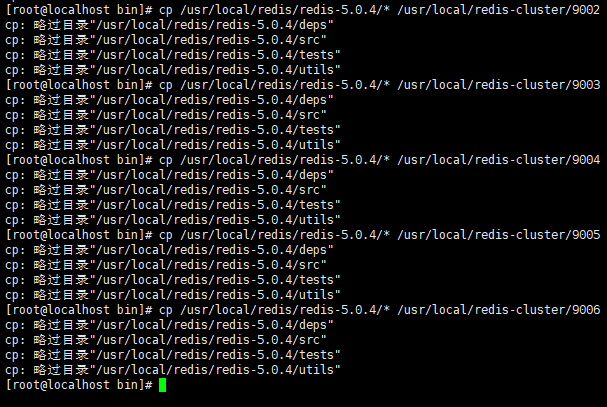 [root@localhost bin]# cp /usr/local/redis/redis-5.0.4/* /usr/local/redis-cluster/9002
cp: 略过目录"/usr/local/redis/redis-5.0.4/deps"
cp: 略过目录"/usr/local/redis/redis-5.0.4/src"
cp: 略过目录"/usr/local/redis/redis-5.0.4/tests"
cp: 略过目录"/usr/local/redis/redis-5.0.4/utils"
[root@localhost bin]# cp /usr/local/redis/redis-5.0.4/* /usr/local/redis-cluster/9003
cp: 略过目录"/usr/local/redis/redis-5.0.4/deps"
cp: 略过目录"/usr/local/redis/redis-5.0.4/src"
cp: 略过目录"/usr/local/redis/redis-5.0.4/tests"
cp: 略过目录"/usr/local/redis/redis-5.0.4/utils"
[root@localhost bin]# cp /usr/local/redis/redis-5.0.4/* /usr/local/redis-cluster/9004
cp: 略过目录"/usr/local/redis/redis-5.0.4/deps"
cp: 略过目录"/usr/local/redis/redis-5.0.4/src"
cp: 略过目录"/usr/local/redis/redis-5.0.4/tests"
cp: 略过目录"/usr/local/redis/redis-5.0.4/utils"
[root@localhost bin]# cp /usr/local/redis/redis-5.0.4/* /usr/local/redis-cluster/9005
cp: 略过目录"/usr/local/redis/redis-5.0.4/deps"
cp: 略过目录"/usr/local/redis/redis-5.0.4/src"
cp: 略过目录"/usr/local/redis/redis-5.0.4/tests"
cp: 略过目录"/usr/local/redis/redis-5.0.4/utils"
[root@localhost bin]# cp /usr/local/redis/redis-5.0.4/* /usr/local/redis-cluster/9006
cp: 略过目录"/usr/local/redis/redis-5.0.4/deps"
cp: 略过目录"/usr/local/redis/redis-5.0.4/src"
cp: 略过目录"/usr/local/redis/redis-5.0.4/tests"
cp: 略过目录"/usr/local/redis/redis-5.0.4/utils"
[root@localhost bin]#